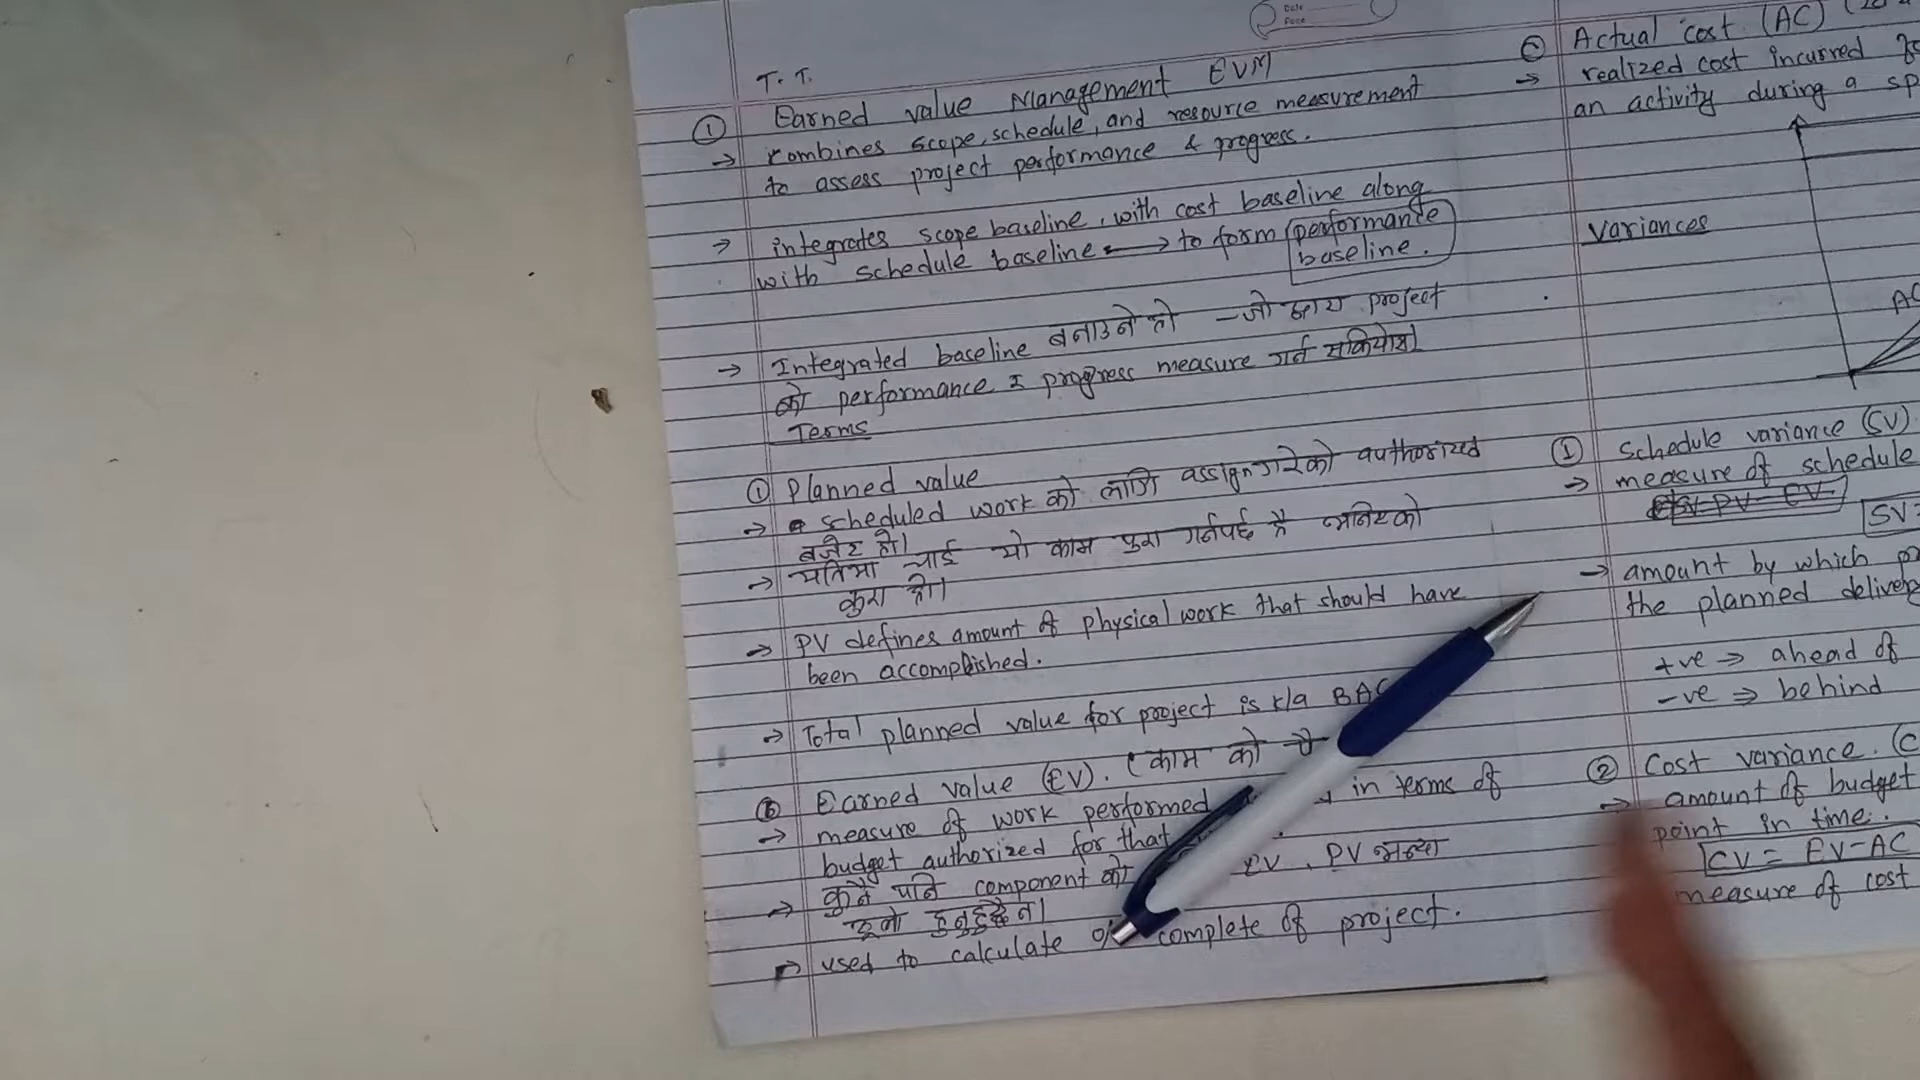 Date
Page
T. T.
① Earned value Management EVM
→ combines scope, schedule, and resource measurement
to assess project performance & progress.
→ integrates scope baseline, with cost baseline along
with schedule baseline → to form performance
baseline.
→ Integrated baseline बनाउने हो – जो द्वारा project
को performance र progress measure गर्न सकियोस।
Terms
① Planned value
→ scheduled work को लागि assign गरेको authorized
बजेट हो।
→ यतिमा चाई यो काम पुरा गर्नुपर्छ है भनिएको
कुरा हो।
→ PV defines amount of physical work that should have
been accomplished.
→ Total planned value for project is k/a BAC
⑥ Earned value (EV). (काम को
→ measure of work performed in terms of
budget authorized for that
→ कुनै पनि component को EV, PV भन्दा
ठूलो हुनुहुदैन।
→ used to calculate % complete of project.
© Actual cost (AC)
→ realized cost incurred
an activity during a
Variances
① Schedule variance (SV).
→ measure of schedule
SV=
→ amount by which
the planned
+ve ⇒ ahead of
-ve ⇒ behind
② Cost variance.
→ amount of budget
point in time.
CV = EV-AC
measure of cost